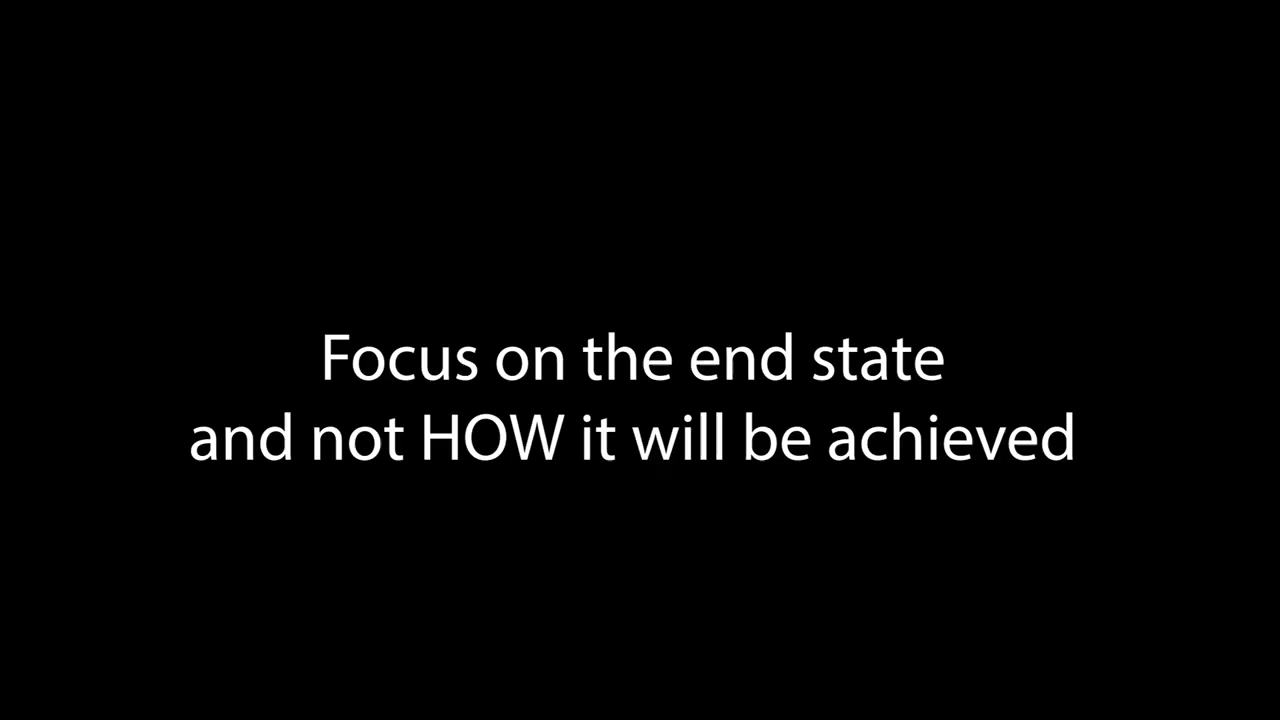 Focus on the end state
and not HOW it will be achieved